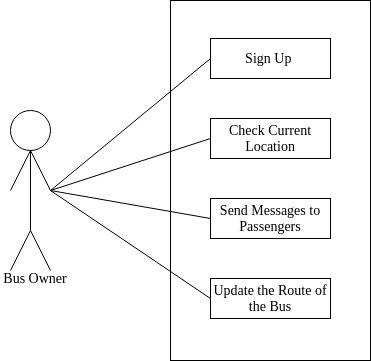 Sign Up
Check Current
Location
Send Messages to
Passengers
Bus Owner
Update the Route of
the Bus